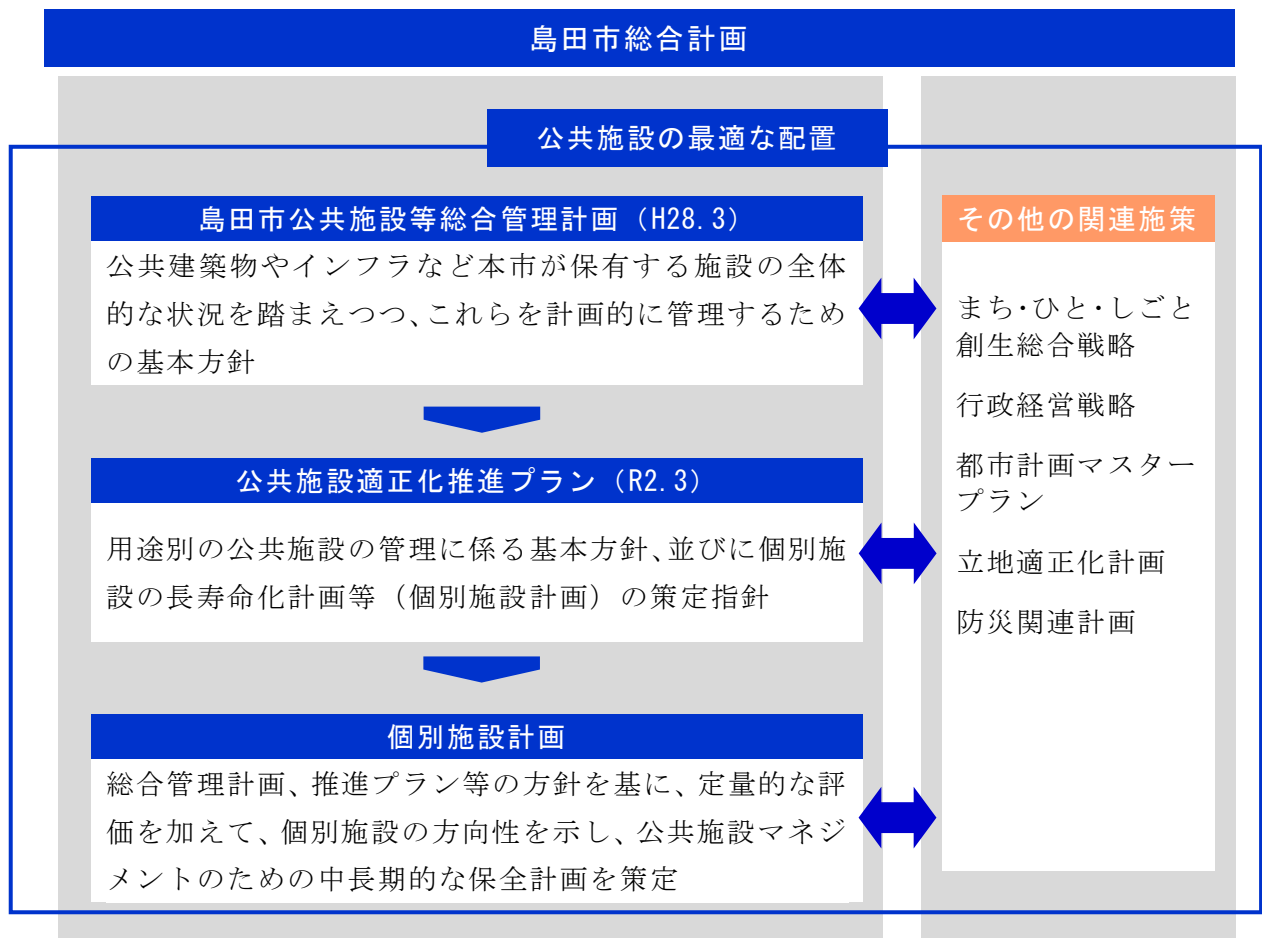 島田市総合計画
公共施設の最適な配置
島田市公共施設等総合管理計画（H28.3）
公共建築物やインフラなど本市が保有する施設の全体
的な状況を踏まえつつ、これらを計画的に管理するため
の基本方針
公共施設適正化推進プラン（R2.3）
用途別の公共施設の管理に係る基本方針、並びに個別施
設の長寿命化計画等（個別施設計画）の策定指針
個別施設計画
総合管理計画、推進プラン等の方針を基に、定量的な評
価を加えて、個別施設の方向性を示し、公共施設マネジ
メントのための中長期的な保全計画を策定
その他の関連施策
まち・ひと・しごと
創生総合戦略
行政経営戦略
都市計画マスター
プラン
立地適正化計画
防災関連計画